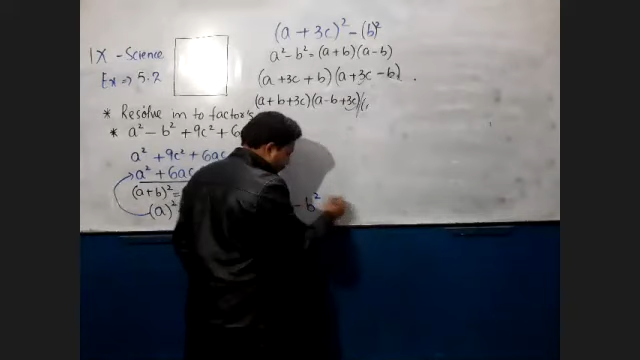 IX - Science
Ex => 5.2
* Resolve in to factor's
* a² - b² + 9c² + 6
a² + 9c² + 6ac
a² + 6ac
(a+b)² =
(a)²
- b²
(a + 3c)² - (b)²
a² - b² = (a+b)(a-b)
(a + 3c + b)(a + 3c - b) .
(a + b + 3c)(a - b + 3c)